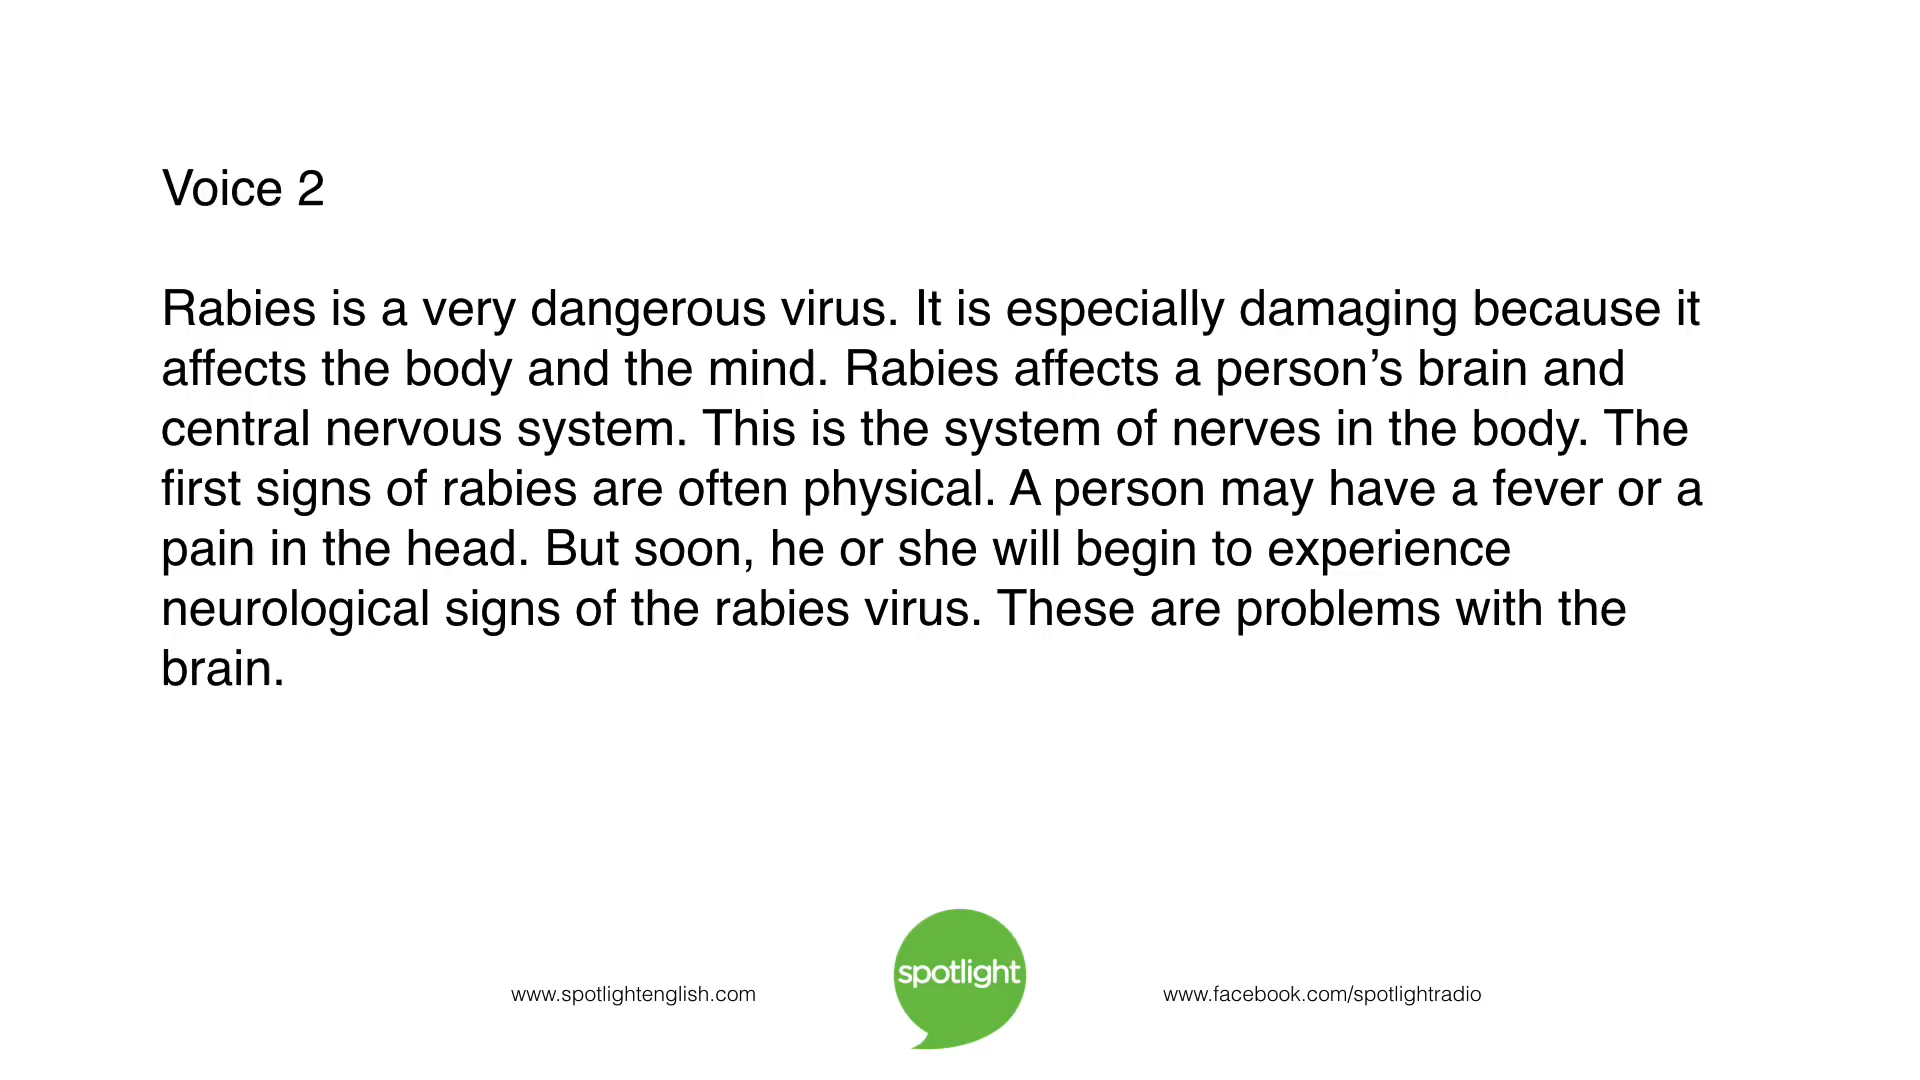 Voice 2
Rabies is a very dangerous virus. It is especially damaging because it
affects the body and the mind. Rabies affects a person’s brain and
central nervous system. This is the system of nerves in the body. The
first signs of rabies are often physical. A person may have a fever or a
pain in the head. But soon, he or she will begin to experience
neurological signs of the rabies virus. These are problems with the
brain.
spotlight
www.spotlightenglish.com
www.facebook.com/spotlightradio